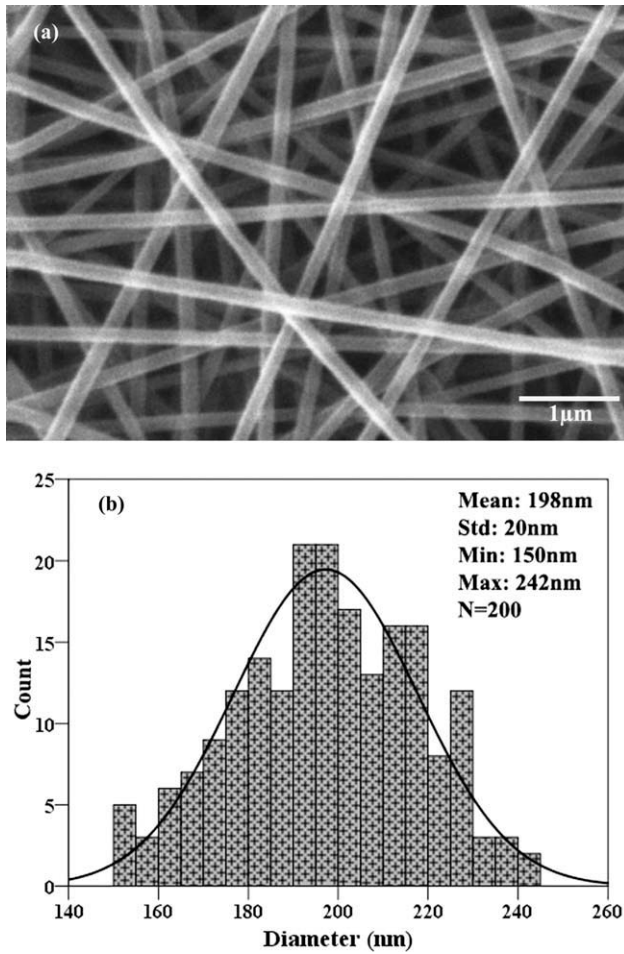 (a)
1μm
(b)
Mean: 198nm
Std: 20nm
Min: 150nm
Max: 242nm
N=200
25
20
15
10
5
0
Count
140 160 180 200 220 240 260
Diameter (nm)